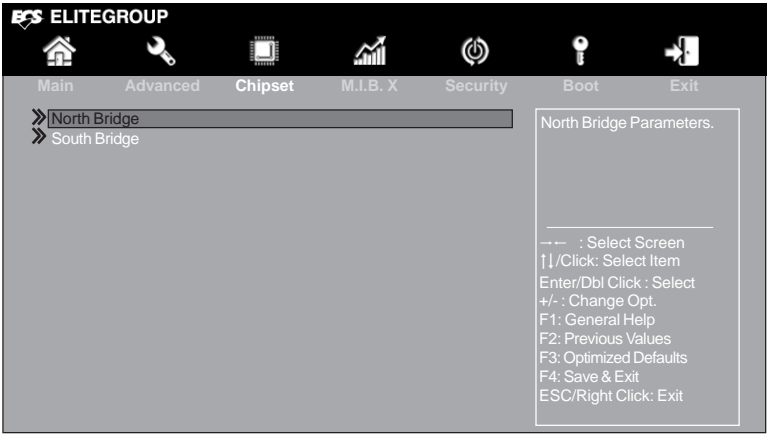 ECS ELITEGROUP
Main Advanced Chipset M.I.B. X Security Boot Exit
North Bridge
South Bridge
North Bridge Parameters.
→← : Select Screen
↑↓/Click: Select Item
Enter/Dbl Click : Select
+/- : Change Opt.
F1: General Help
F2: Previous Values
F3: Optimized Defaults
F4: Save & Exit
ESC/Right Click: Exit